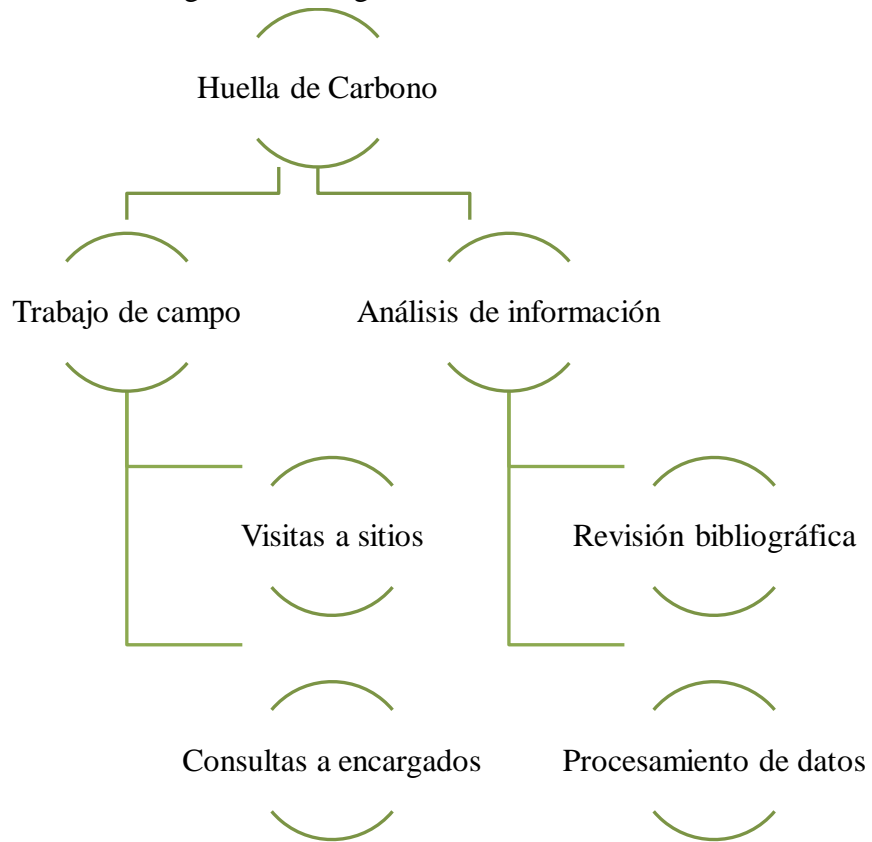 Huella de Carbono
Trabajo de campo
Análisis de información
Visitas a sitios
Revisión bibliográfica
Consultas a encargados
Procesamiento de datos